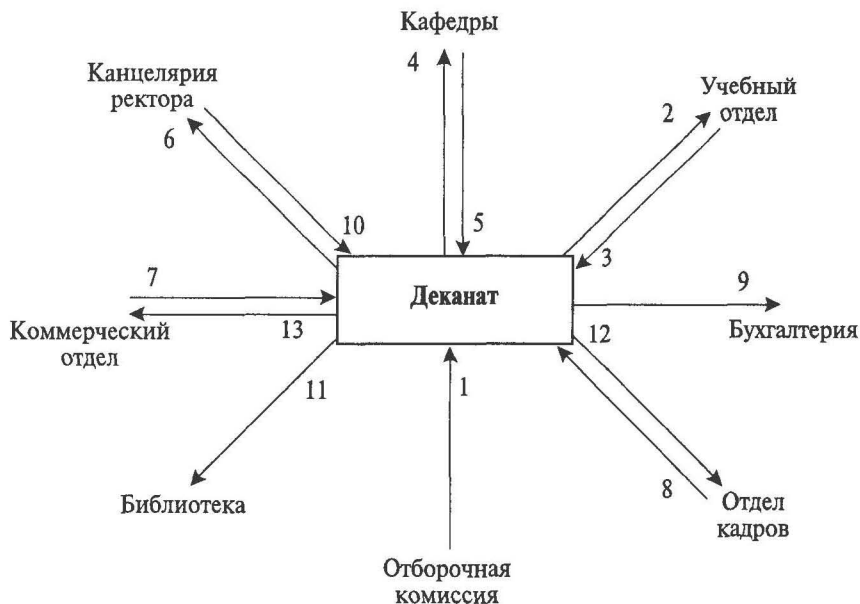 Кафедры
4
Канцелярия
ректора
6
Учебный
отдел
2
10
5
3
7
Деканат
9
Коммерческий
отдел
13
12
Бухгалтерия
11
1
8
Библиотека
Отдел
кадров
Отборочная
комиссия